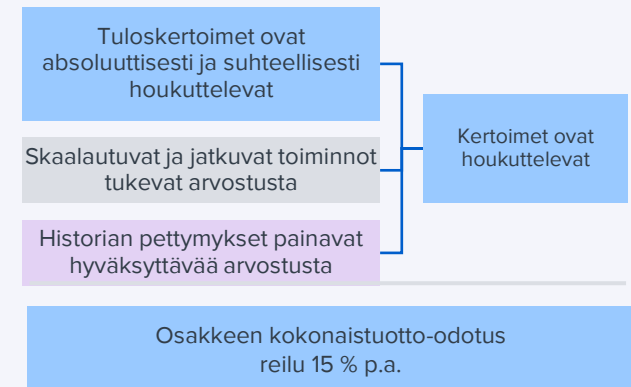 Tuloskertoimet ovat
absoluuttisesti ja suhteellisesti
houkuttelevat
Skaalautuvat ja jatkuvat toiminnot
tukevat arvostusta
Historian pettymykset painavat
hyväksyttävää arvostusta
Kertoimet ovat
houkuttelevat
Osakkeen kokonaistuotto-odotus
reilu 15 % p.a.